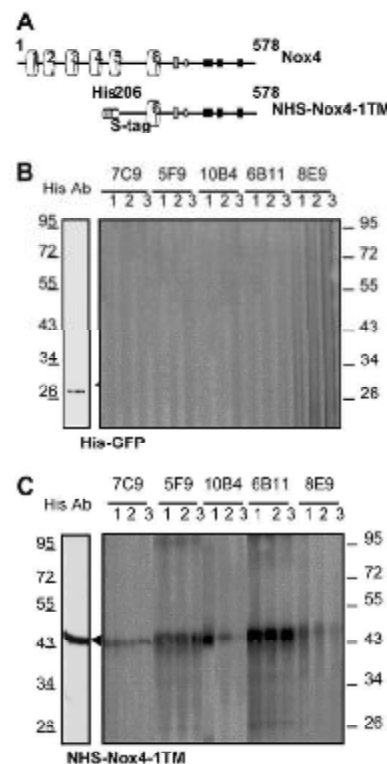 A
1 578
1 2 3 4 5 6 Nox4
His206 578
6 NHS-Nox4-1TM
S-tag
B
7C9 5F9 10B4 6B11 8E9
His Ab 1 2 3 1 2 3 1 2 3 1 2 3 1 2 3
95 95
72 72
55 55
43 43
34 34
26 26
His-GFP
C
7C9 5F9 10B4 6B11 8E9
His Ab 1 2 3 1 2 3 1 2 3 1 2 3 1 2 3
95 95
72 72
55 55
43 43
34 34
26 26
NHS-Nox4-1TM